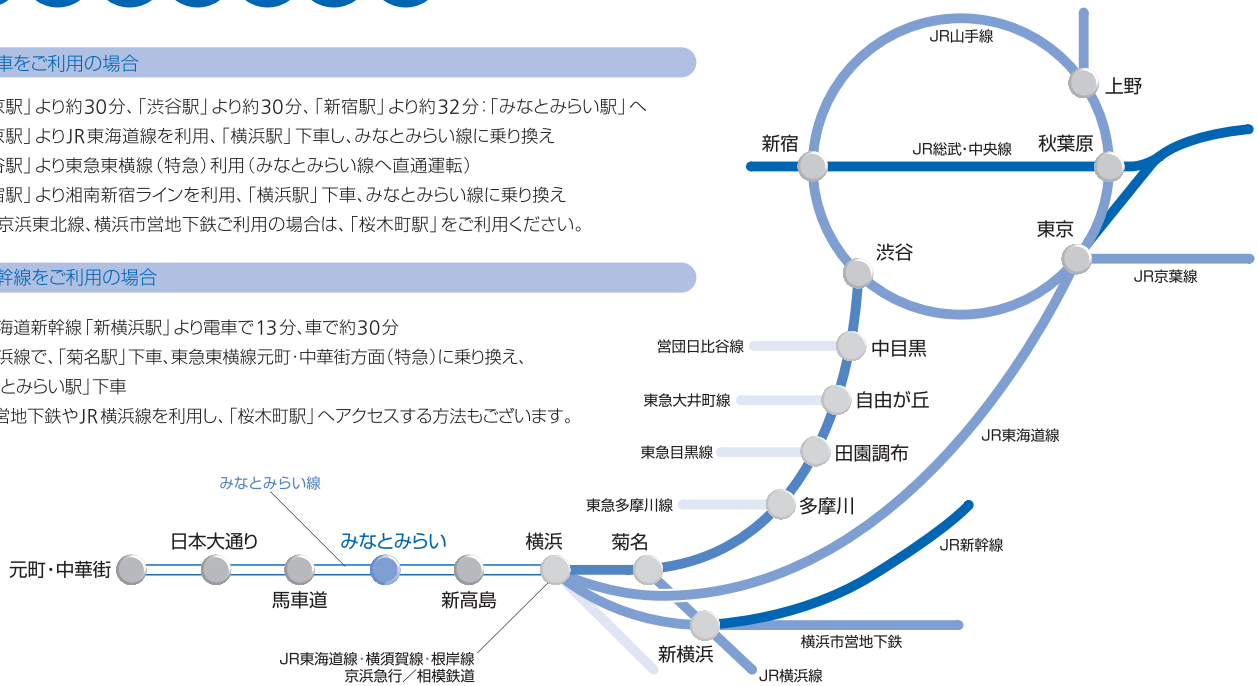 車をご利用の場合
京駅」より約30分、「渋谷駅」より約30分、「新宿駅」より約32分：「みなとみらい駅」へ
京駅」よりJR東海道線を利用、「横浜駅」下車し、みなとみらい線に乗り換え
谷駅」より東急東横線（特急）利用（みなとみらい線へ直通運転）
宿駅」より湘南新宿ラインを利用、「横浜駅」下車、みなとみらい線に乗り換え
京浜東北線、横浜市営地下鉄ご利用の場合は、「桜木町駅」をご利用ください。
幹線をご利用の場合
海道新幹線「新横浜駅」より電車で13分、車で約30分
浜線で、「菊名駅」下車、東急東横線元町・中華街方面（特急）に乗り換え、
とみらい駅」下車
営地下鉄やJR横浜線を利用し、「桜木町駅」へアクセスする方法もございます。
JR山手線
上野
新宿
JR総武・中央線
秋葉原
東京
渋谷
JR京葉線
営団日比谷線
中目黒
東急大井町線
自由が丘
JR東海道線
東急目黒線
田園調布
東急多摩川線
多摩川
みなとみらい線
日本大通り
みなとみらい
横浜
菊名
JR新幹線
元町・中華街
馬車道
新高島
横浜市営地下鉄
新横浜
JR横浜線
JR東海道線・横須賀線・根岸線
京浜急行／相模鉄道